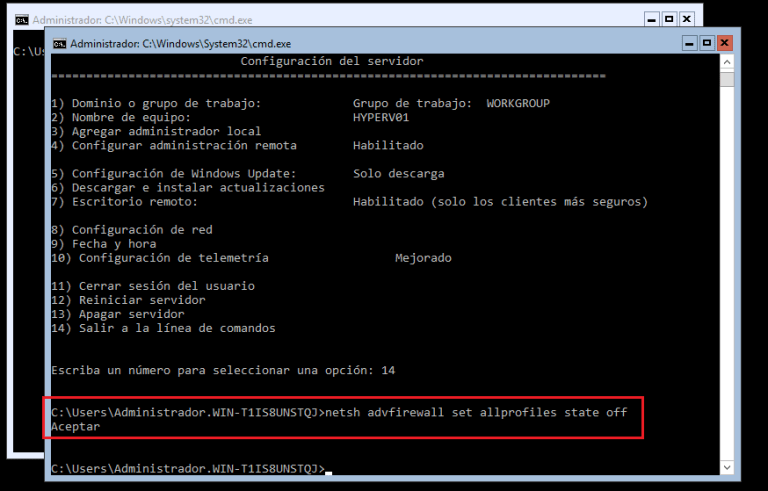 Administrador: C:\Windows\system32\cmd.exe
C:\Us
Administrador: C:\Windows\System32\cmd.exe
Configuración del servidor
===============================================================================
1) Dominio o grupo de trabajo: Grupo de trabajo: WORKGROUP
2) Nombre de equipo: HYPERV01
3) Agregar administrador local
4) Configurar administración remota Habilitado
5) Configuración de Windows Update: Solo descarga
6) Descargar e instalar actualizaciones
7) Escritorio remoto: Habilitado (solo los clientes más seguros)
8) Configuración de red
9) Fecha y hora
10) Configuración de telemetría Mejorado
11) Cerrar sesión del usuario
12) Reiniciar servidor
13) Apagar servidor
14) Salir a la línea de comandos
Escriba un número para seleccionar una opción: 14
C:\Users\Administrador.WIN-T1IS8UNSTQJ>netsh advfirewall set allprofiles state off
Aceptar
C:\Users\Administrador.WIN-T1IS8UNSTQJ>_